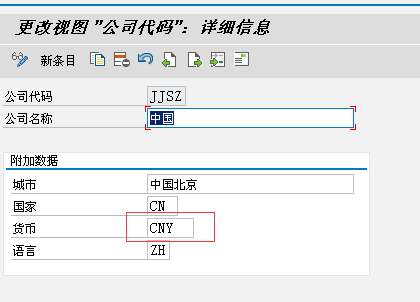 更改视图 "公司代码"： 详细信息
新条目
公司代码 JJSZ
公司名称 中国
附加数据
城市 中国北京
国家 CN
货币 CNY
语言 ZH